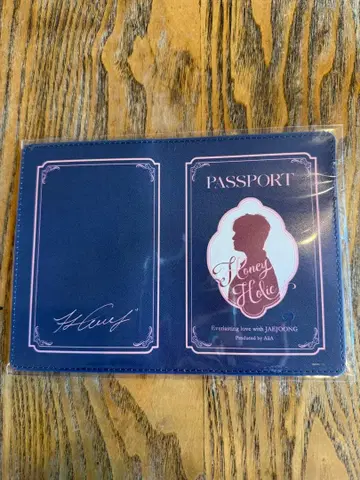 PASSPORT
Honey
Holic
Everlasting love with JAEJOONG
Produced by A&A